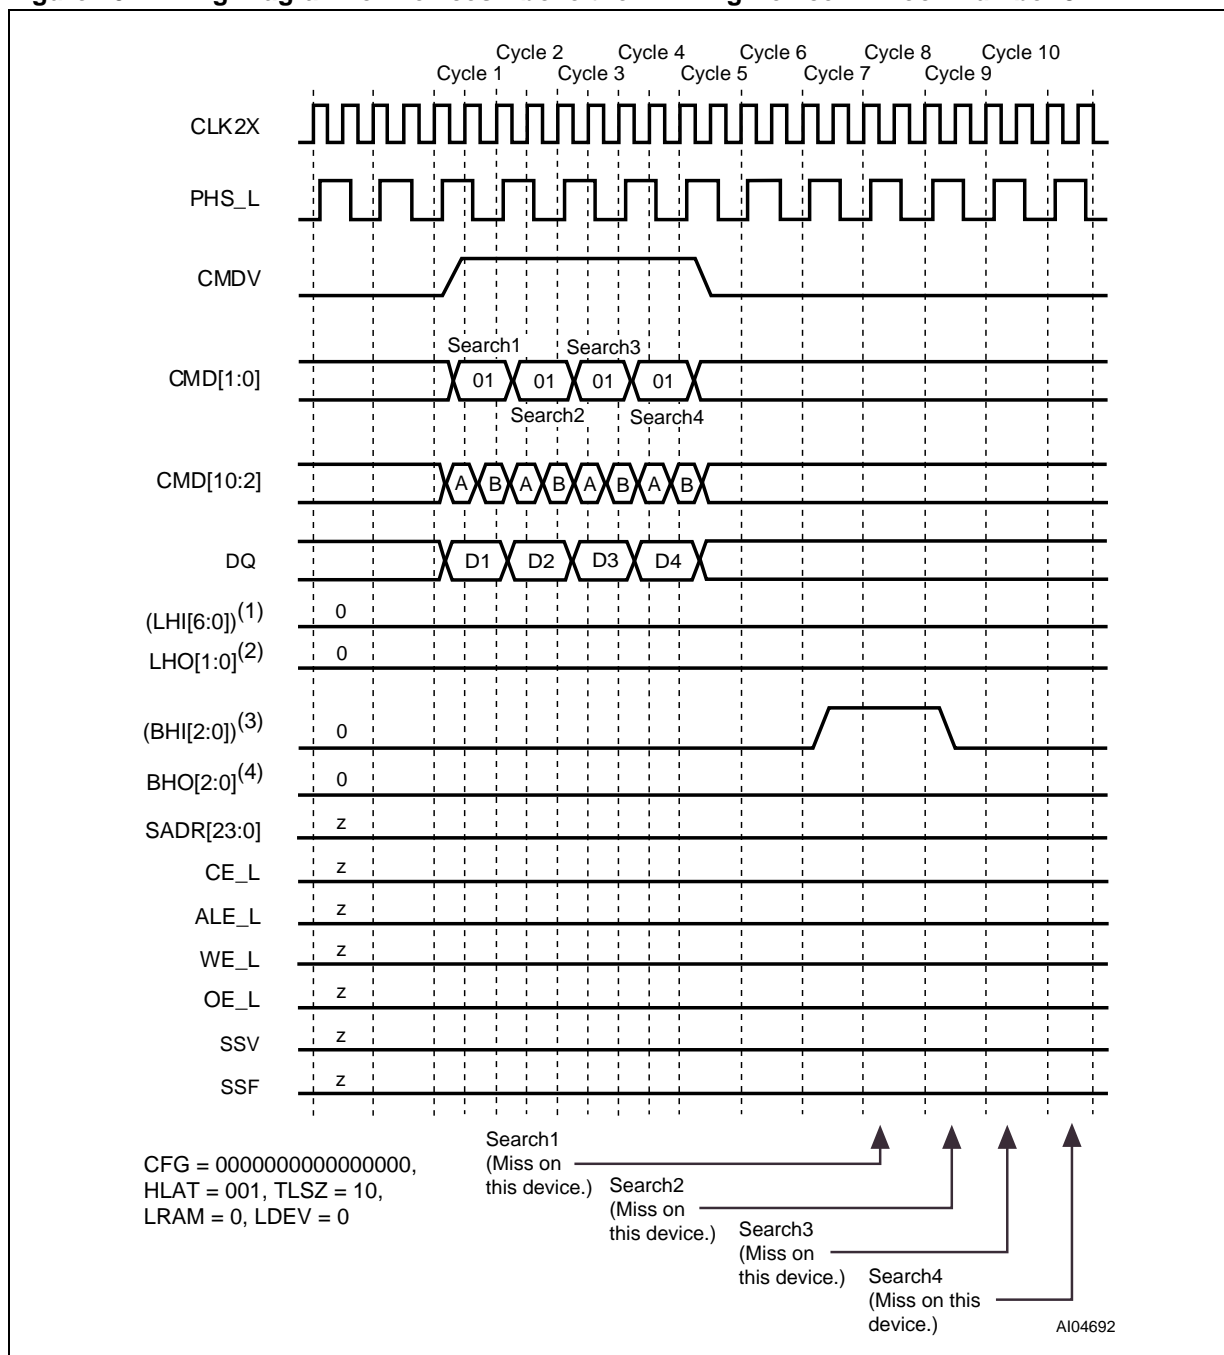 Cycle 2 Cycle 4 Cycle 6 Cycle 8 Cycle 10
Cycle 1 Cycle 3 Cycle 5 Cycle 7 Cycle 9
CLK2X
PHS_L
CMDV
Search1 Search3
CMD[1:0] 01 01 01 01
Search2 Search4
CMD[10:2] A B A B A B A B
DQ D1 D2 D3 D4
(LHI[6:0])(1) 0
LHO[1:0](2) 0
(BHI[2:0])(3) 0
BHO[2:0](4) 0
SADR[23:0] z
CE_L z
ALE_L z
WE_L z
OE_L z
SSV z
SSF z
CFG = 0000000000000000,
HLAT = 001, TLSZ = 10,
LRAM = 0, LDEV = 0
Search1
(Miss on
this device.)
Search2
(Miss on
this device.)
Search3
(Miss on
this device.)
Search4
(Miss on this
device.)
AI04692